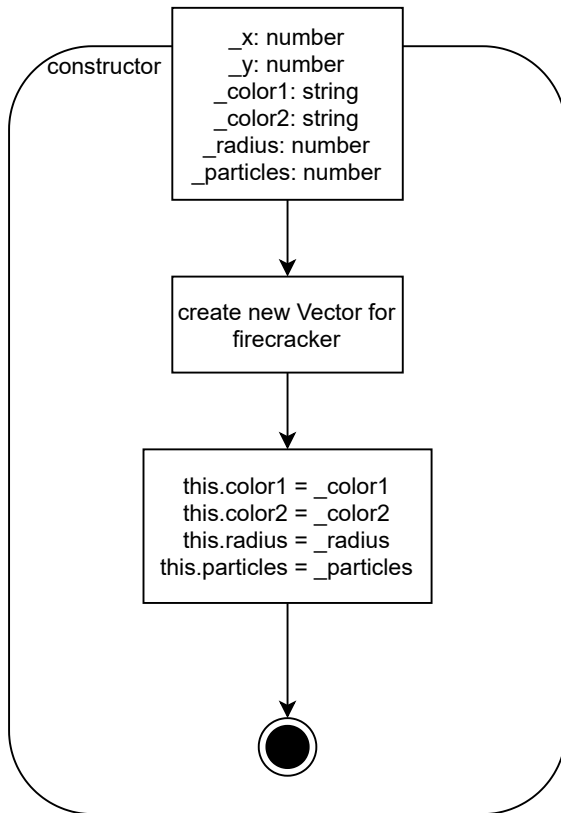 constructor
_x: number
_y: number
_color1: string
_color2: string
_radius: number
_particles: number
create new Vector for
firecracker
this.color1 = _color1
this.color2 = _color2
this.radius = _radius
this.particles = _particles